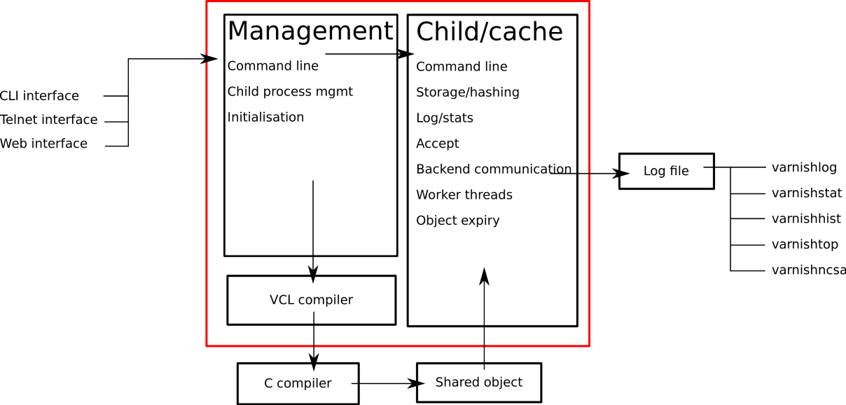 Management
Command line
Child process mgmt
Initialisation
Child/cache
Command line
Storage/hashing
Log/stats
Accept
Backend communication
Worker threads
Object expiry
CLI interface
Telnet interface
Web interface
Log file
varnishlog
varnishstat
varnishhist
varnishtop
varnishncsa
VCL compiler
C compiler
Shared object